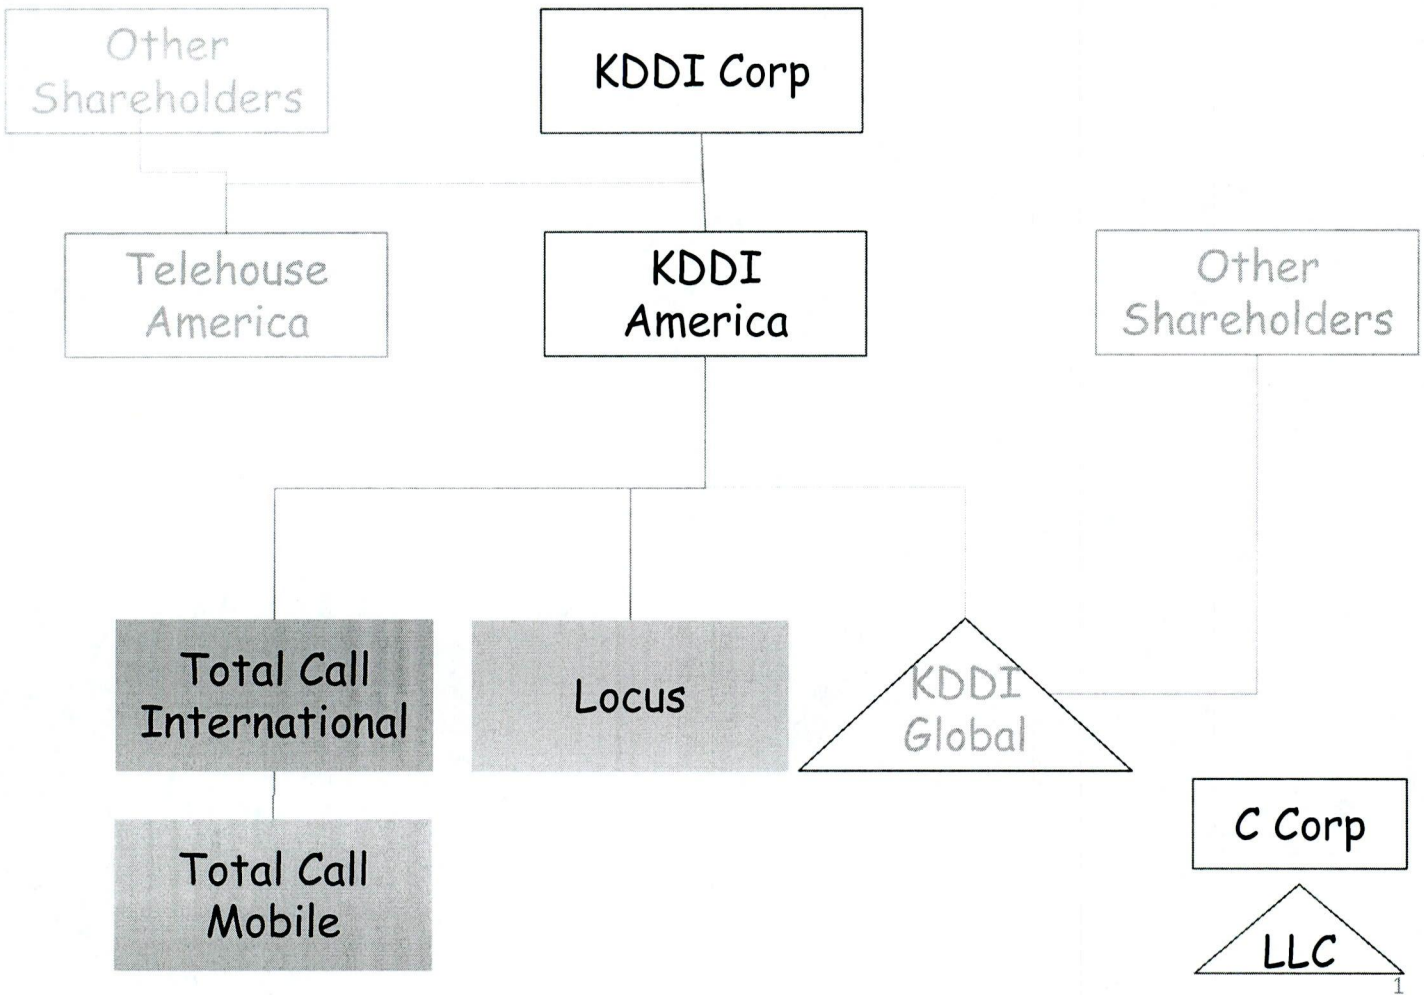 Other
Shareholders
KDDI Corp
Telehouse
America
KDDI
America
Other
Shareholders
Total Call
International
Locus
KDDI
Global
Total Call
Mobile
C Corp
LLC
1